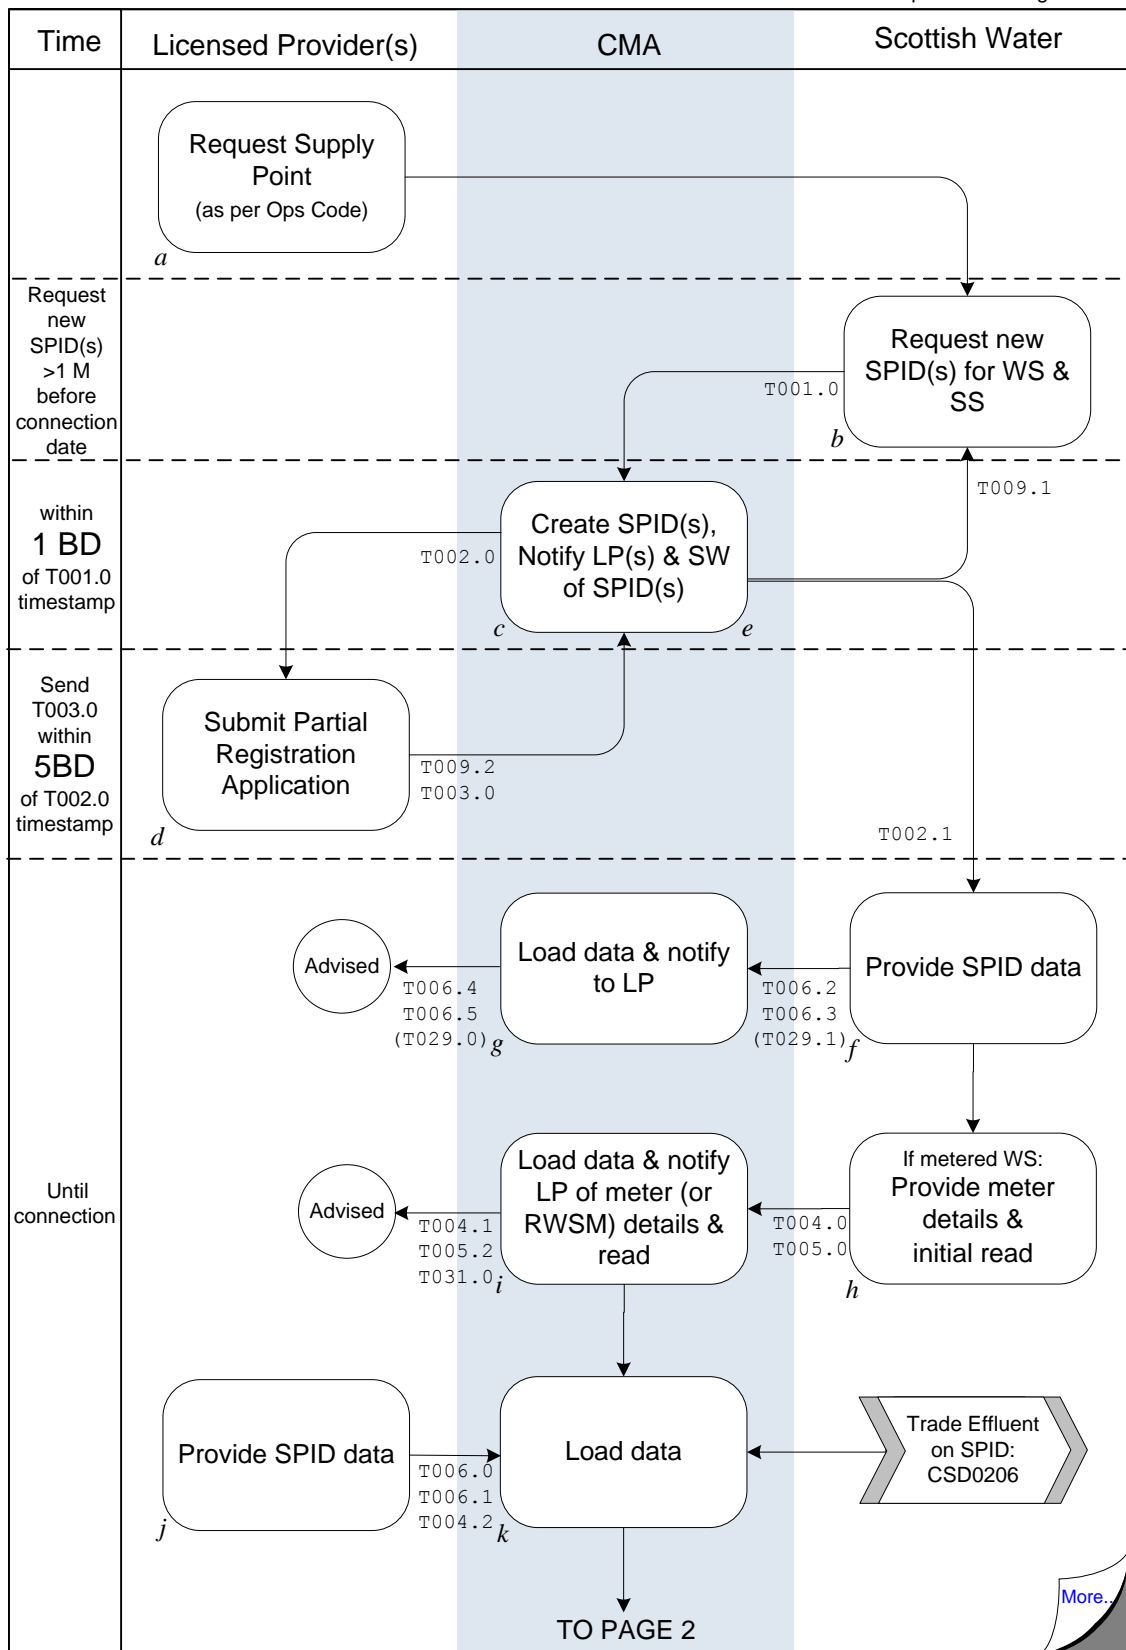 Time
Licensed Provider(s)
CMA
Scottish Water
Request Supply
Point
(as per Ops Code)
a
Request
new
SPID(s)
>1 M
before
connection
date
Request new
SPID(s) for WS &
SS
T001.0
b
T009.1
within
1 BD
of T001.0
timestamp
Create SPID(s),
Notify LP(s) & SW
of SPID(s)
T002.0
c
e
Send
T003.0
within
5BD
of T002.0
timestamp
Submit Partial
Registration
Application
T009.2
T003.0
d
T002.1
Until
connection
Advised
Load data & notify
to LP
Provide SPID data
T006.4
T006.5
(T029.0)
g
T006.2
T006.3
(T029.1)
f
Advised
Load data & notify
LP of meter (or
RWSM) details &
read
If metered WS:
Provide meter
details &
initial read
T004.1
T005.2
T031.0
i
T004.0
T005.0
h
Provide SPID data
Load data
Trade Effluent
on SPID:
CSD0206
T006.0
T006.1
T004.2
j
k
TO PAGE 2
More..